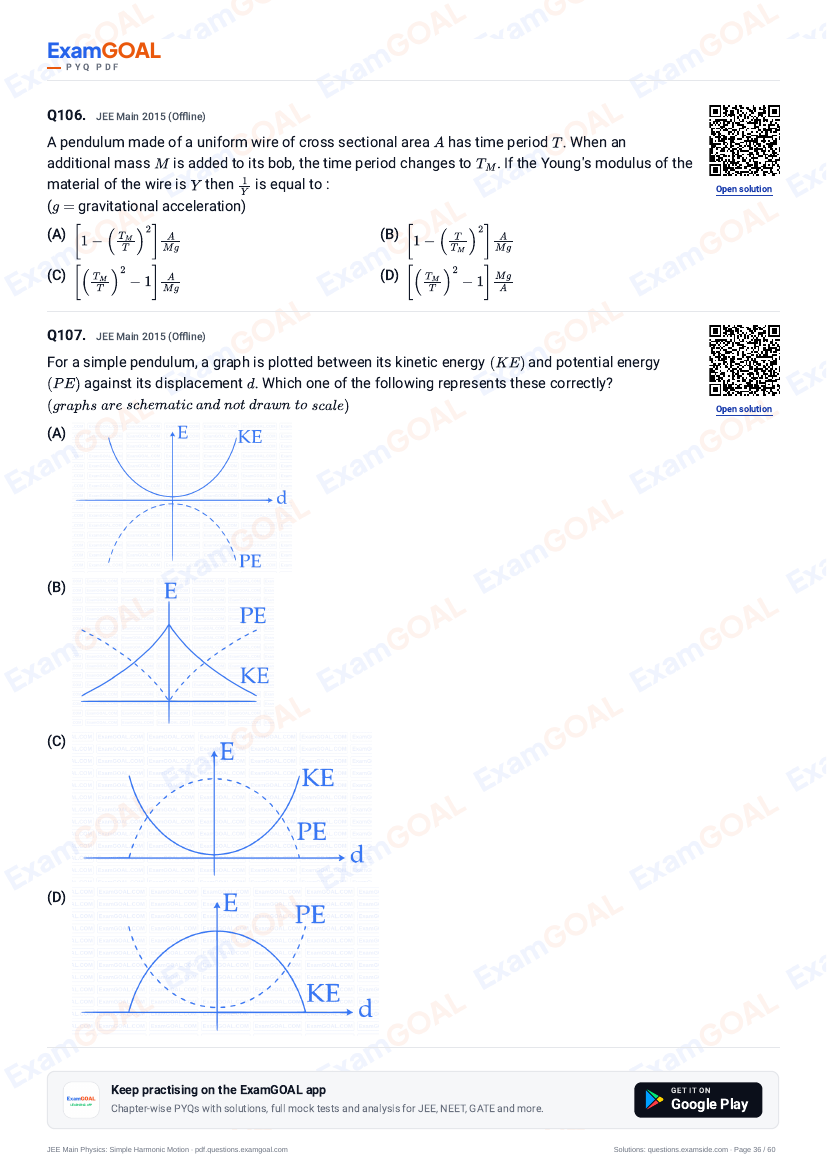 ExamGOAL
PYQ PDF
Q106. JEE Main 2015 (Offline)
A pendulum made of a uniform wire of cross sectional area A has time period T. When an
additional mass M is added to its bob, the time period changes to T_M. If the Young's modulus of the
material of the wire is Y then 1/Y is equal to :
(g = gravitational acceleration)
Open solution
(A) [1 − (T_M/T)^2] A/Mg (B) [1 − (T/T_M)^2] A/Mg
(C) [(T_M/T)^2 − 1] A/Mg (D) [(T_M/T)^2 − 1] Mg/A
Q107. JEE Main 2015 (Offline)
For a simple pendulum, a graph is plotted between its kinetic energy (KE) and potential energy
(PE) against its displacement d. Which one of the following represents these correctly?
(graphs are schematic and not drawn to scale)
Open solution
(A)
E
KE
d
PE
(B)
E
PE
KE
(C)
E
KE
PE
d
(D)
E
PE
KE
d
Keep practising on the ExamGOAL app
Chapter-wise PYQs with solutions, full mock tests and analysis for JEE, NEET, GATE and more.
GET IT ON
Google Play
JEE Main Physics: Simple Harmonic Motion · pdf.questions.examgoal.com
Solutions: questions.examside.com · Page 36 / 60